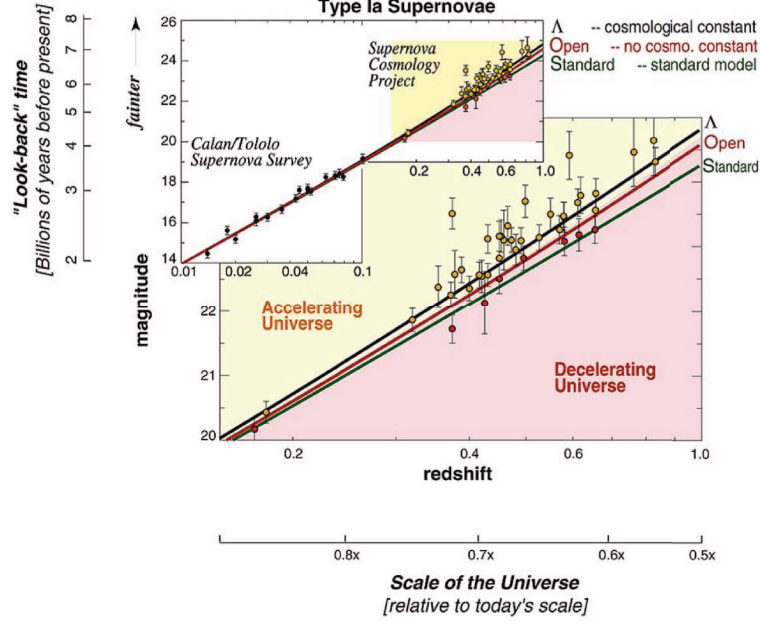 Type Ia Supernovae
"Look-back" time
[Billions of years before present]
8
7
6
5
4
3
2
fainter
magnitude
26
24
22
20
18
16
14
Supernova
Cosmology
Project
Calan/Tololo
Supernova Survey
0.01
0.02
0.04
0.1
0.2
0.4
0.6
1.0
Λ -- cosmological constant
Open -- no cosmo. constant
Standard -- standard model
Λ
Open
Standard
22
21
20
Accelerating
Universe
Decelerating
Universe
0.2
0.4
0.6
1.0
redshift
0.8x
0.7x
0.6x
0.5x
Scale of the Universe
[relative to today's scale]